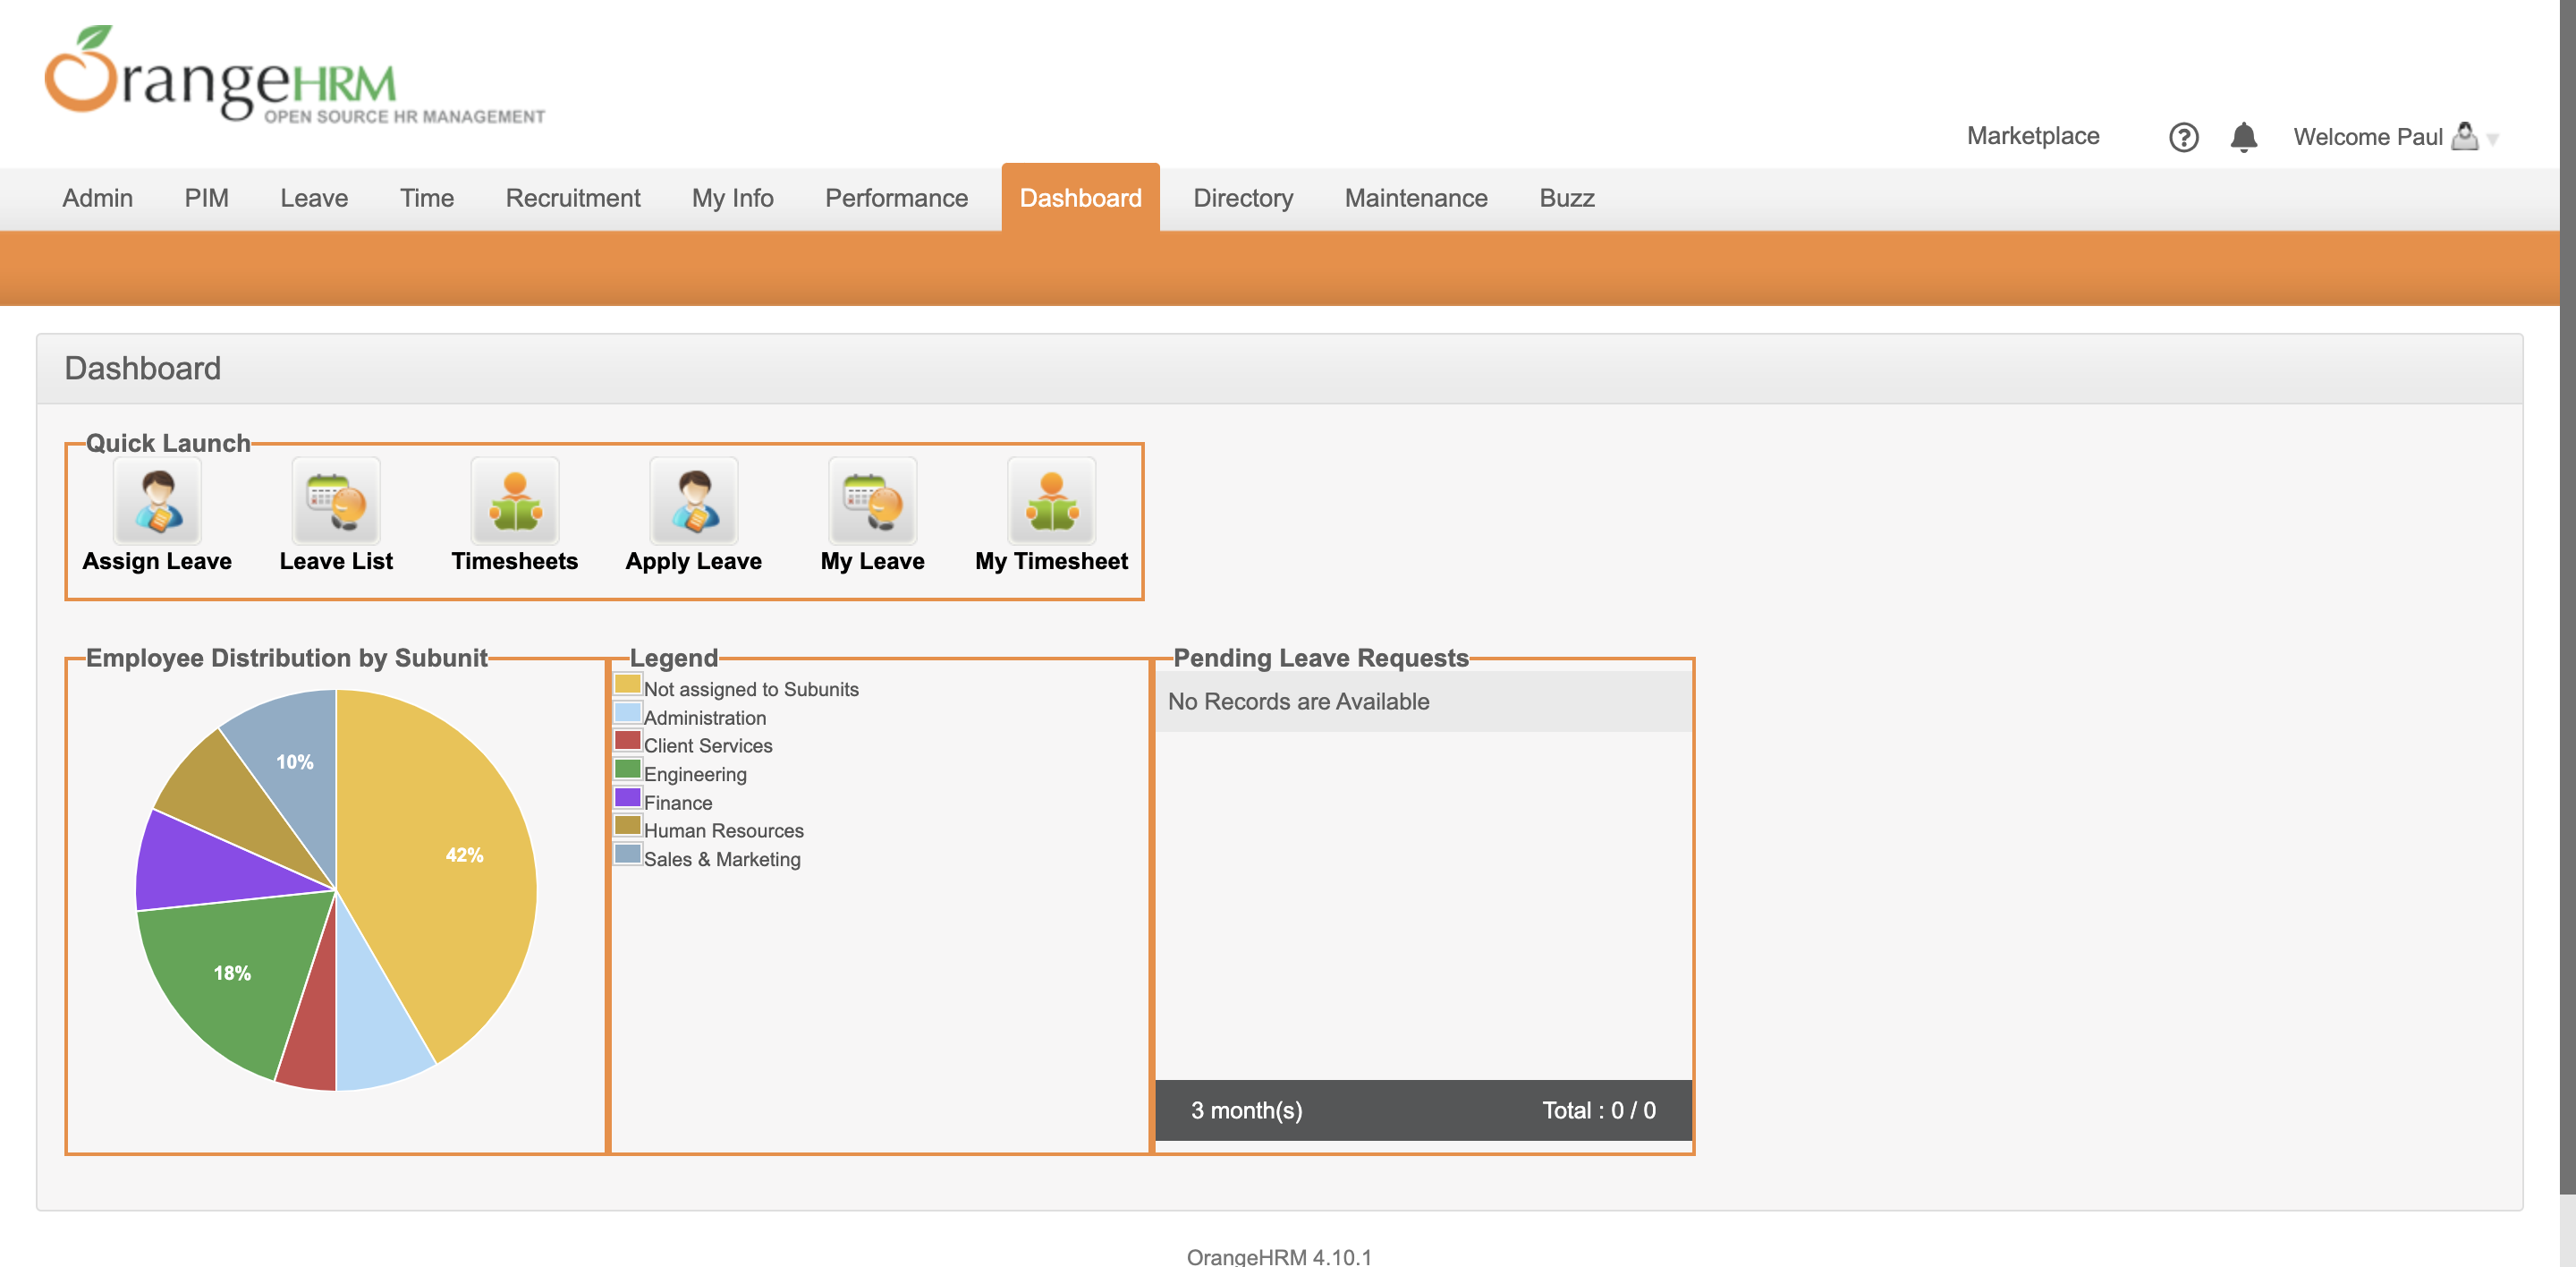 OrangeHRM
OPEN SOURCE HR MANAGEMENT
Marketplace ? Welcome Paul
Admin PIM Leave Time Recruitment My Info Performance Dashboard Directory Maintenance Buzz
Dashboard
Quick Launch
Assign Leave Leave List Timesheets Apply Leave My Leave My Timesheet
Employee Distribution by Subunit
10%
42%
18%
Legend
Not assigned to Subunits
Administration
Client Services
Engineering
Finance
Human Resources
Sales & Marketing
Pending Leave Requests
No Records are Available
3 month(s) Total : 0 / 0
OrangeHRM 4.10.1